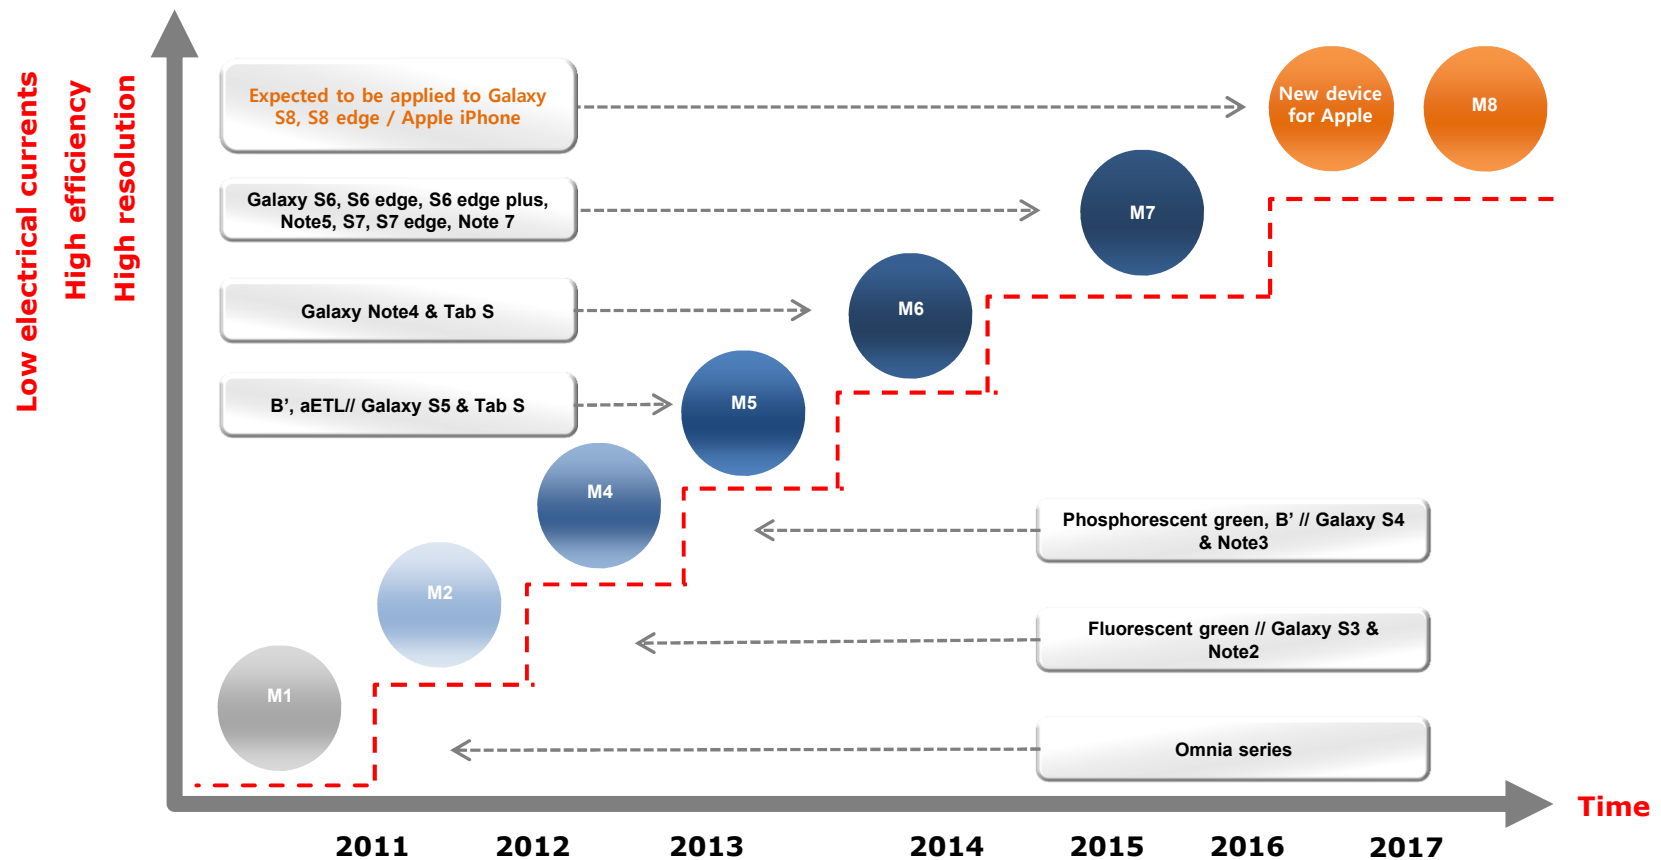 Low electrical currents
High efficiency
High resolution
Expected to be applied to Galaxy
S8, S8 edge / Apple iPhone
New device
for Apple
M8
Galaxy S6, S6 edge, S6 edge plus,
Note5, S7, S7 edge, Note 7
M7
Galaxy Note4 & Tab S
M6
B’, aETL// Galaxy S5 & Tab S
M5
M4
Phosphorescent green, B’ // Galaxy S4
& Note3
M2
Fluorescent green // Galaxy S3 &
Note2
M1
Omnia series
Time
2011
2012
2013
2014
2015
2016
2017